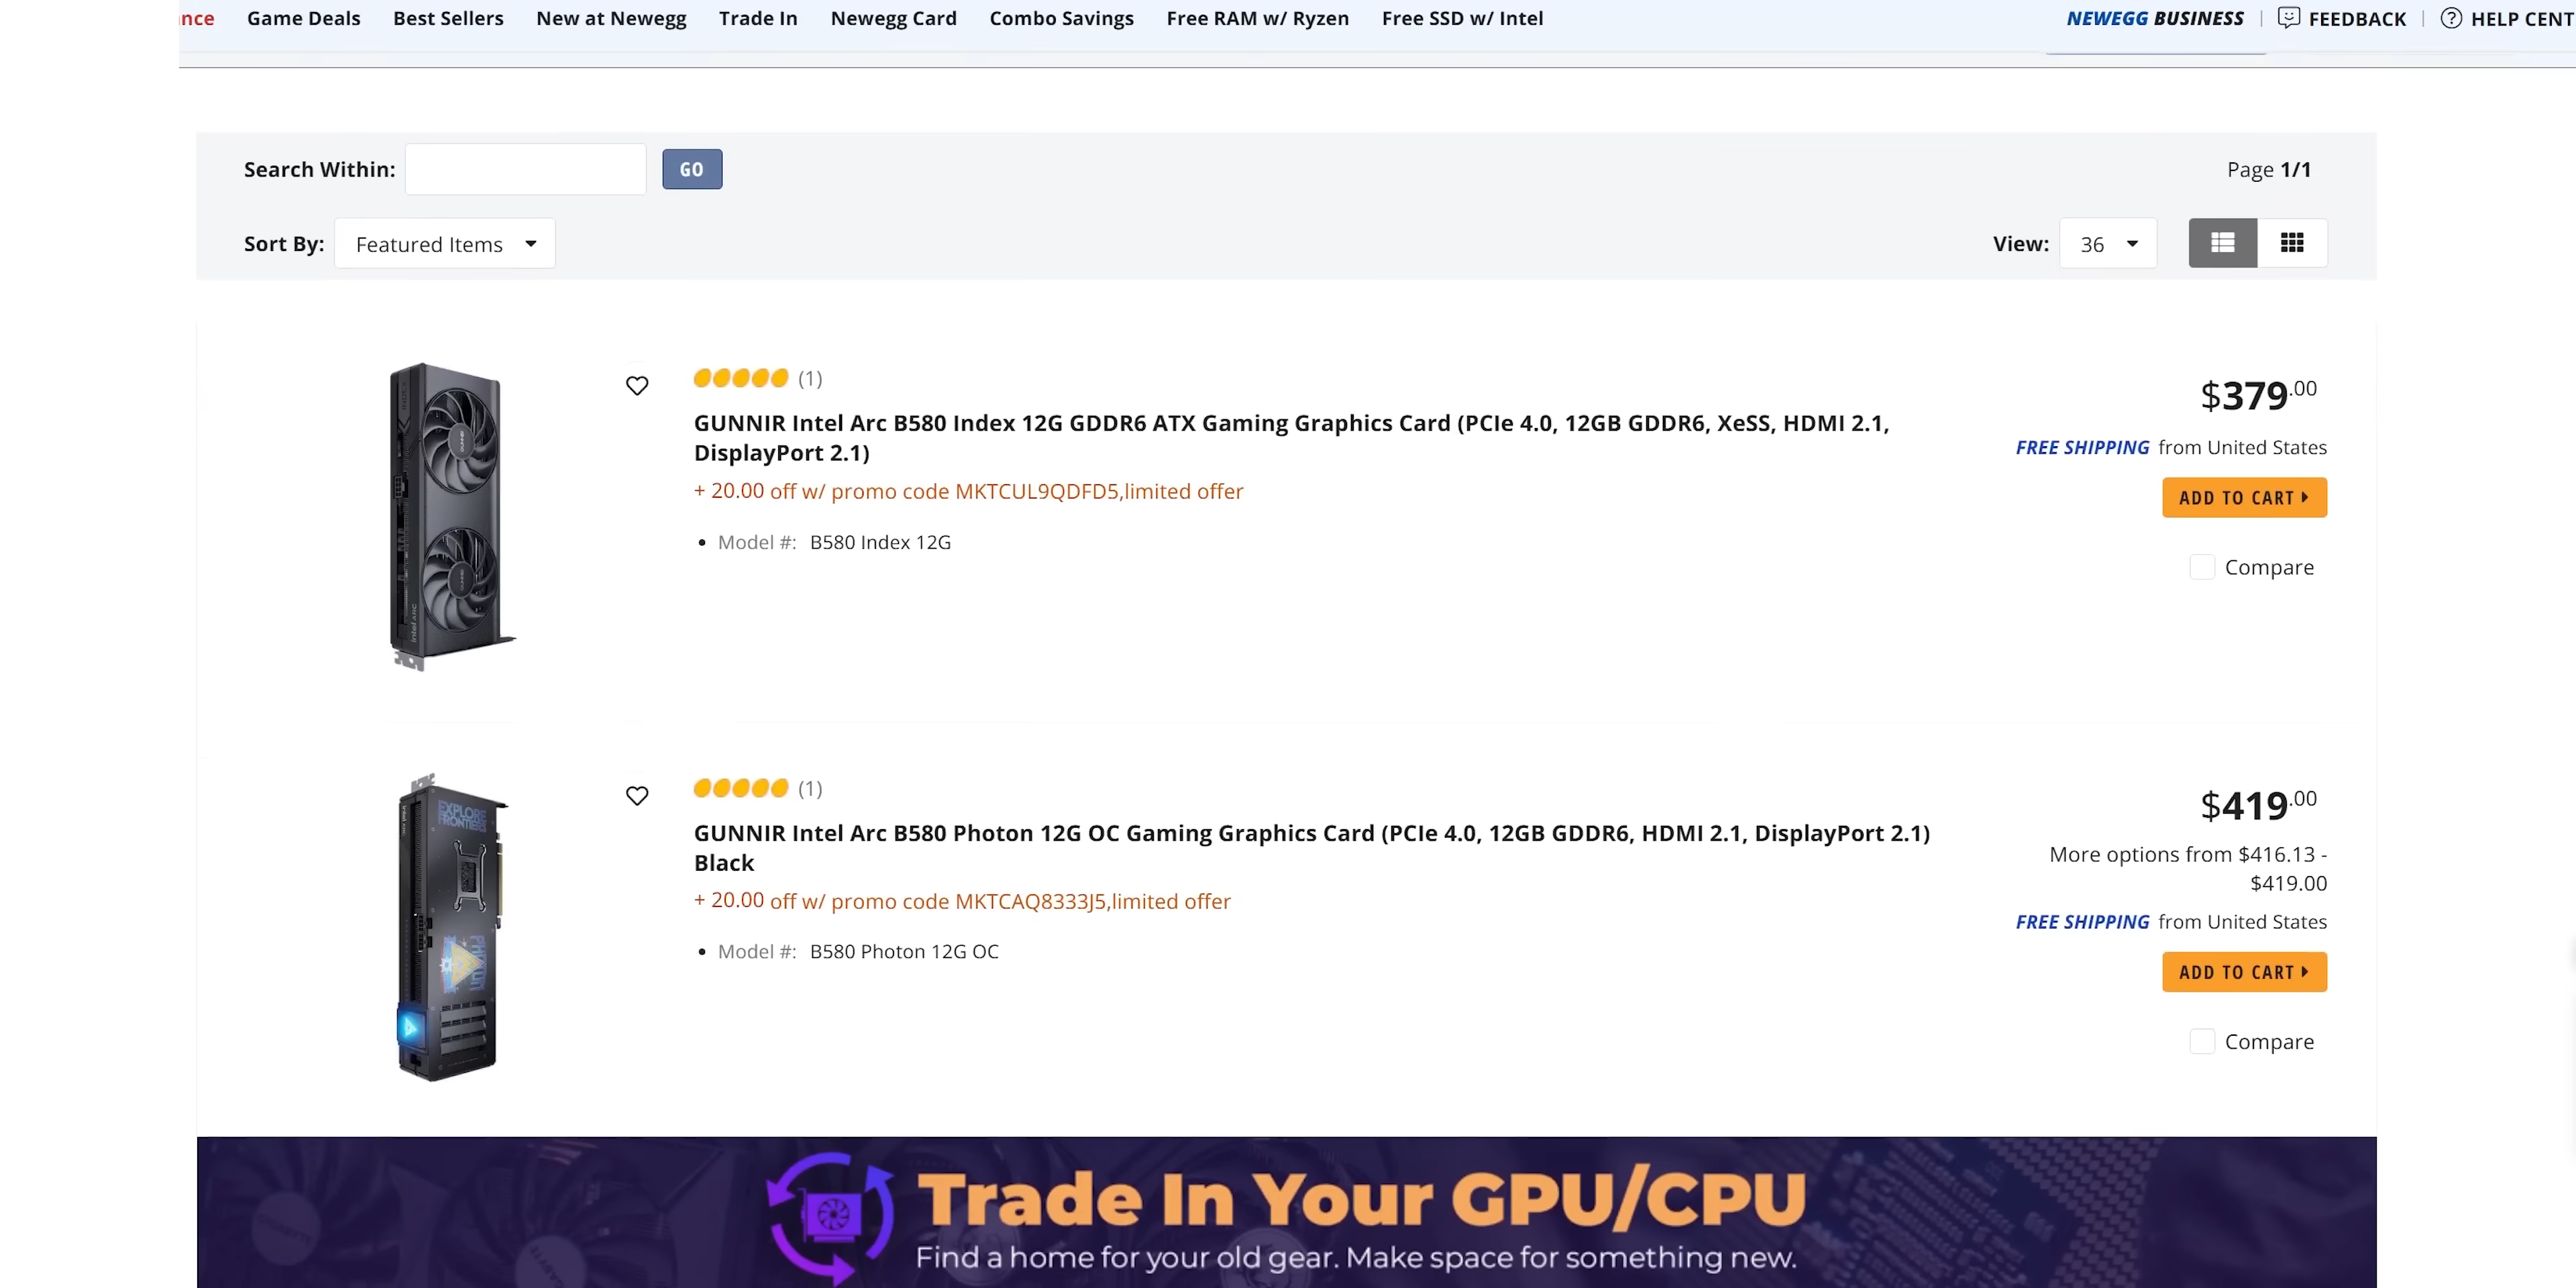 nce Game Deals Best Sellers New at Newegg Trade In Newegg Card Combo Savings Free RAM w/ Ryzen Free SSD w/ Intel NEWEGG BUSINESS FEEDBACK HELP CENT
Search Within: GO Page 1/1
Sort By: Featured Items View: 36
(1)
GUNNIR Intel Arc B580 Index 12G GDDR6 ATX Gaming Graphics Card (PCIe 4.0, 12GB GDDR6, XeSS, HDMI 2.1,
DisplayPort 2.1)
+ 20.00 off w/ promo code MKTCUL9QDFD5,limited offer
• Model #: B580 Index 12G
$379.00
FREE SHIPPING from United States
ADD TO CART
Compare
intel ARC
(1)
GUNNIR Intel Arc B580 Photon 12G OC Gaming Graphics Card (PCIe 4.0, 12GB GDDR6, HDMI 2.1, DisplayPort 2.1)
Black
+ 20.00 off w/ promo code MKTCAQ8333J5,limited offer
• Model #: B580 Photon 12G OC
$419.00
More options from $416.13 -
$419.00
FREE SHIPPING from United States
ADD TO CART
Compare
EXPLORE
FRONTIERS
PHOTON
Trade In Your GPU/CPU
Find a home for your old gear. Make space for something new.